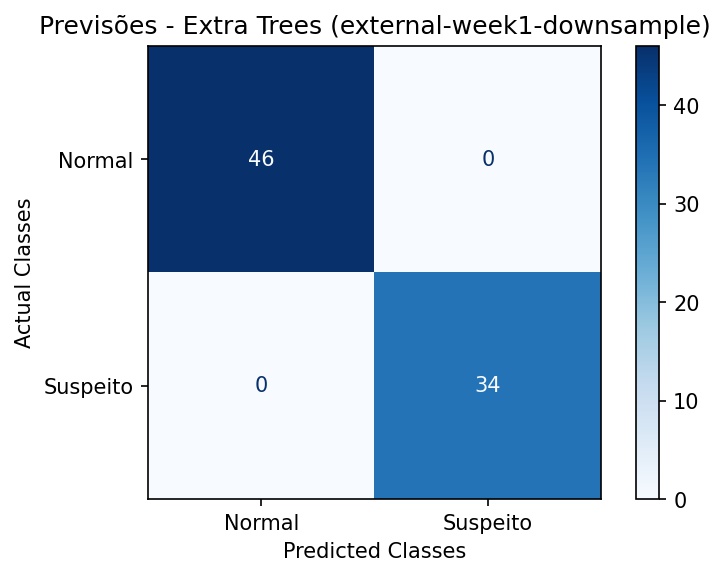 Previsões - Extra Trees (external-week1-downsample)
Actual Classes
Normal
46
0
Suspeito
0
34
Normal
Suspeito
Predicted Classes
40
30
20
10
0